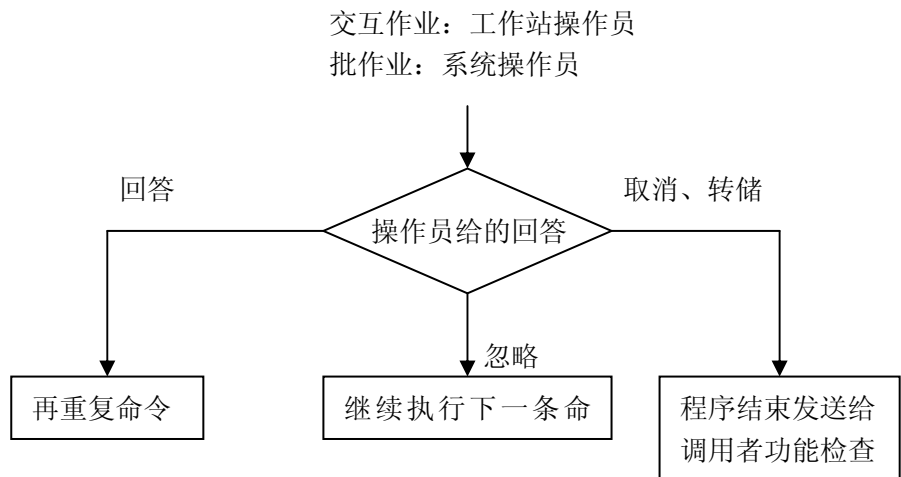 交互作业：工作站操作员
批作业：系统操作员
回答
取消、转储
操作员给的回答
忽略
再重复命令
继续执行下一条命
程序结束发送给
调用者功能检查